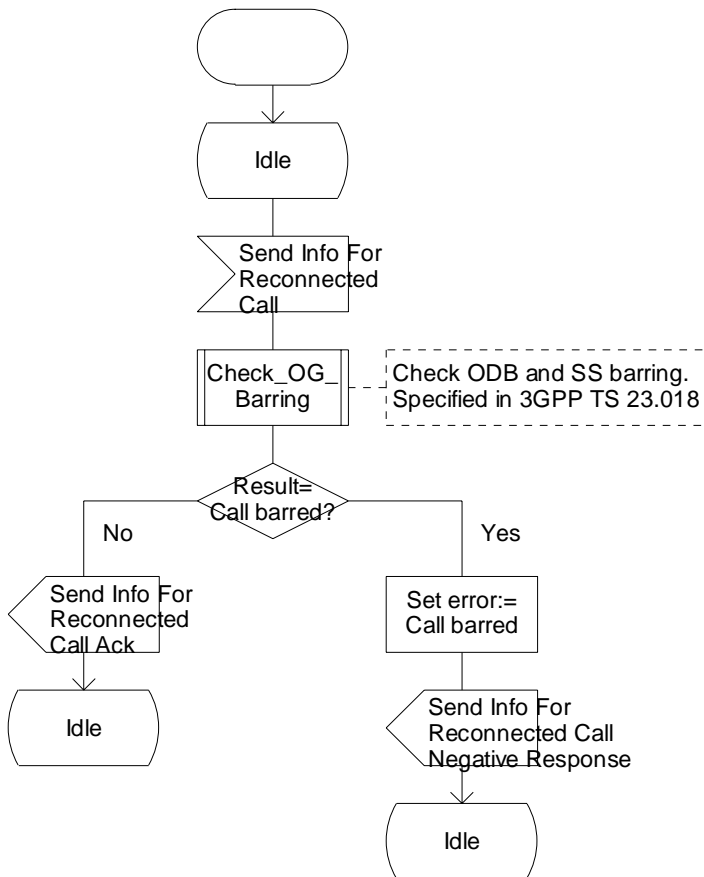 Idle
Send Info For
Reconnected
Call
Check_OG_
Barring
Check ODB and SS barring.
Specified in 3GPP TS 23.018
Result=
Call barred?
No
Yes
Send Info For
Reconnected
Call Ack
Set error:=
Call barred
Idle
Send Info For
Reconnected Call
Negative Response
Idle